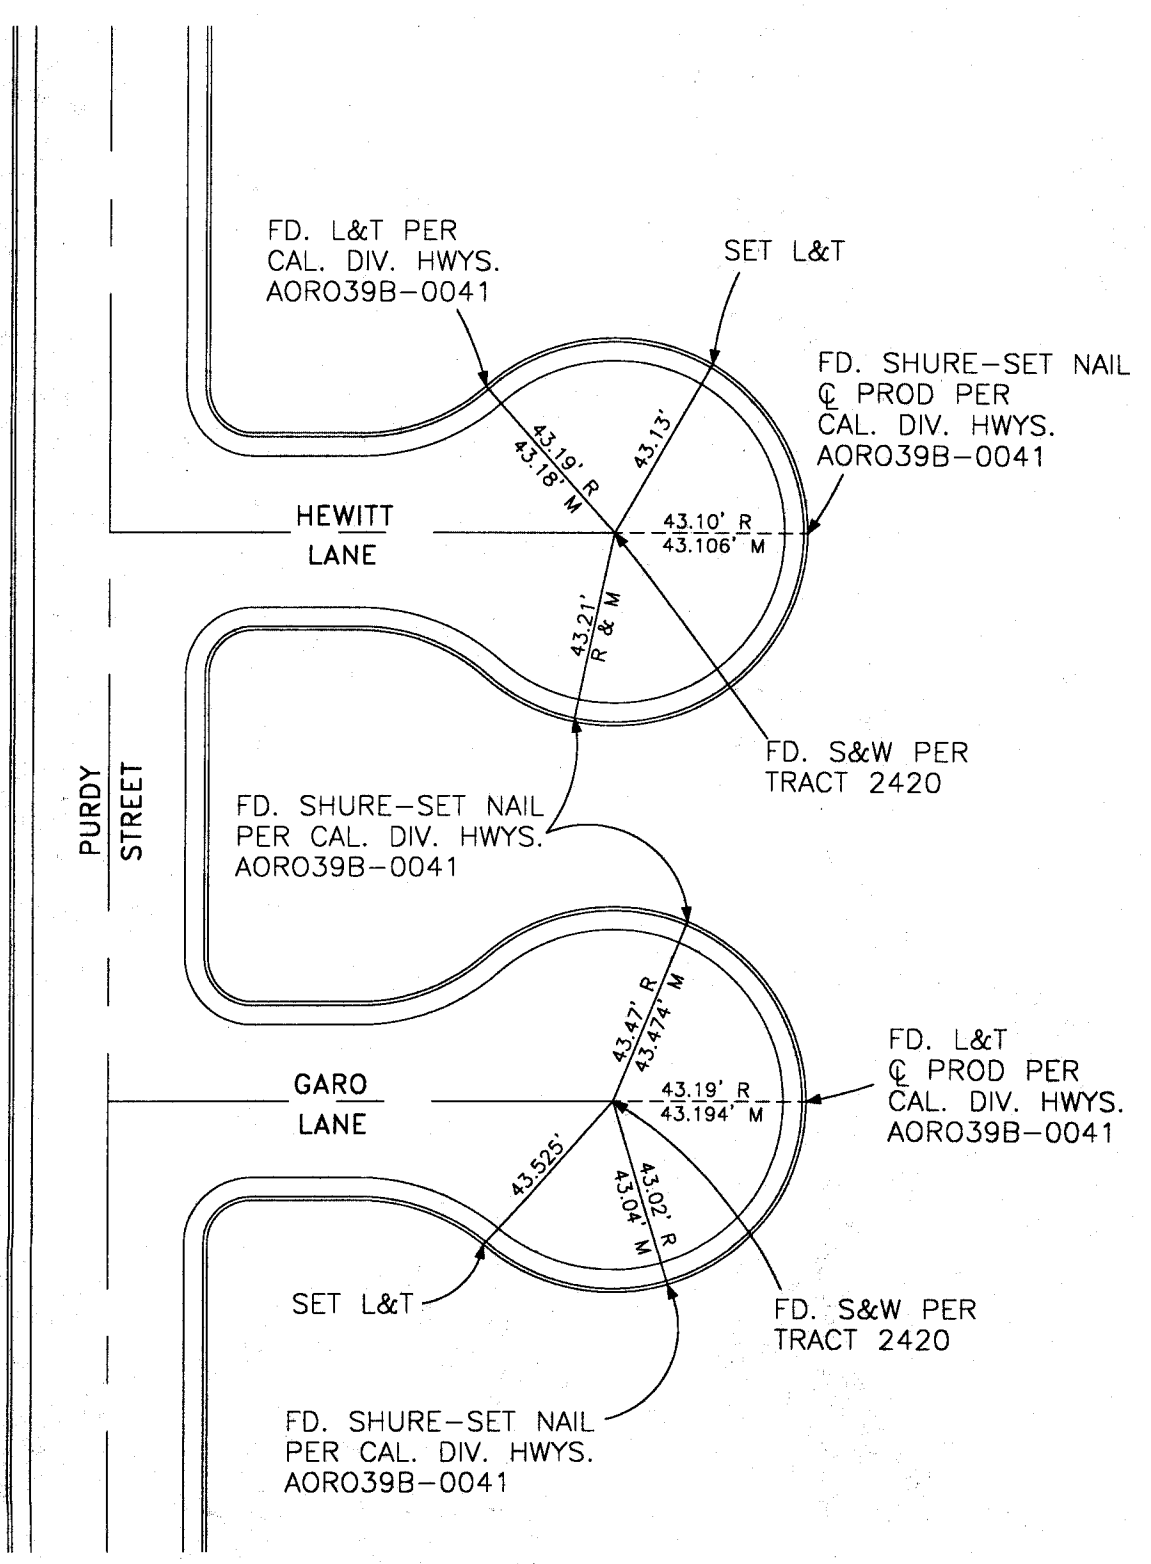 FD. L&T PER
CAL. DIV. HWYS.
AORO39B-0041
SET L&T
FD. SHURE-SET NAIL
℄ PROD PER
CAL. DIV. HWYS.
AORO39B-0041
43.19' R
43.18' M
43.13'
43.10' R
43.106' M
HEWITT
LANE
43.21'
R & M
FD. S&W PER
TRACT 2420
PURDY
STREET
FD. SHURE-SET NAIL
PER CAL. DIV. HWYS.
AORO39B-0041
43.47' R
43.474' M
FD. L&T
℄ PROD PER
CAL. DIV. HWYS.
AORO39B-0041
43.19' R
43.194' M
GARO
LANE
43.525'
43.02' R
43.04' M
SET L&T
FD. S&W PER
TRACT 2420
FD. SHURE-SET NAIL
PER CAL. DIV. HWYS.
AORO39B-0041